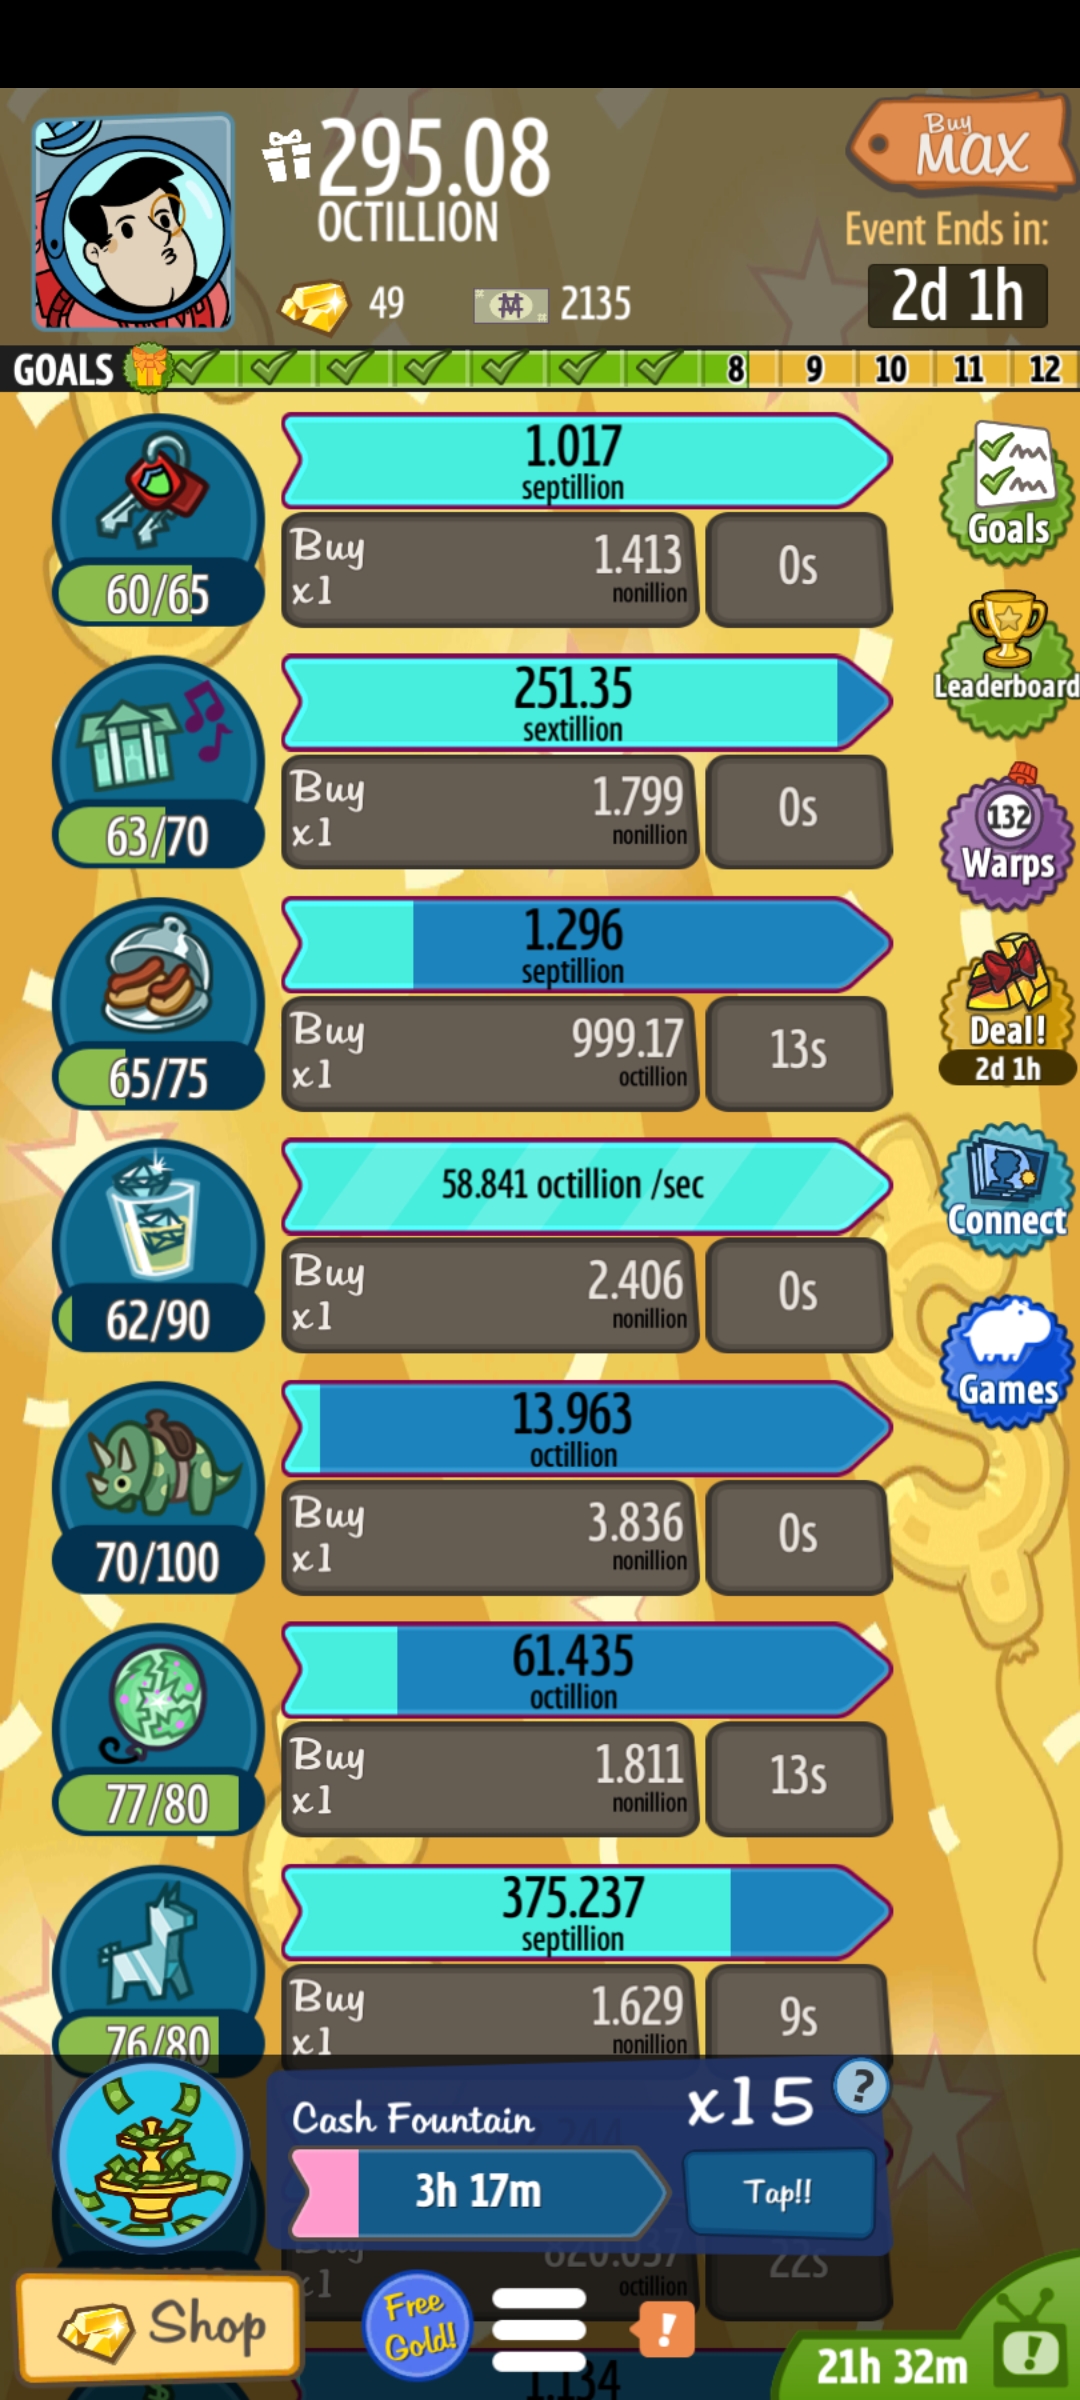 295.08
OCTILLION
Buy
MAX
Event Ends in:
2d 1h
49
2135
GOALS
8
9
10
11
12
1.017
septillion
Buy
x1
1.413
nonillion
0s
60/65
Goals
251.35
sextillion
Buy
x1
1.799
nonillion
0s
63/70
Leaderboard
132
Warps
1.296
septillion
Buy
x1
999.17
octillion
13s
65/75
Deal!
2d 1h
58.841 octillion /sec
Buy
x1
2.406
nonillion
0s
62/90
Connect
13.963
octillion
Buy
x1
3.836
nonillion
0s
70/100
Games
61.435
octillion
Buy
x1
1.811
nonillion
13s
77/80
375.237
septillion
Buy
x1
1.629
nonillion
9s
76/80
Cash Fountain
x15
?
3h 17m
Tap!!
octillion
22s
Shop
Free
Gold!
!
21h 32m
!
1.134